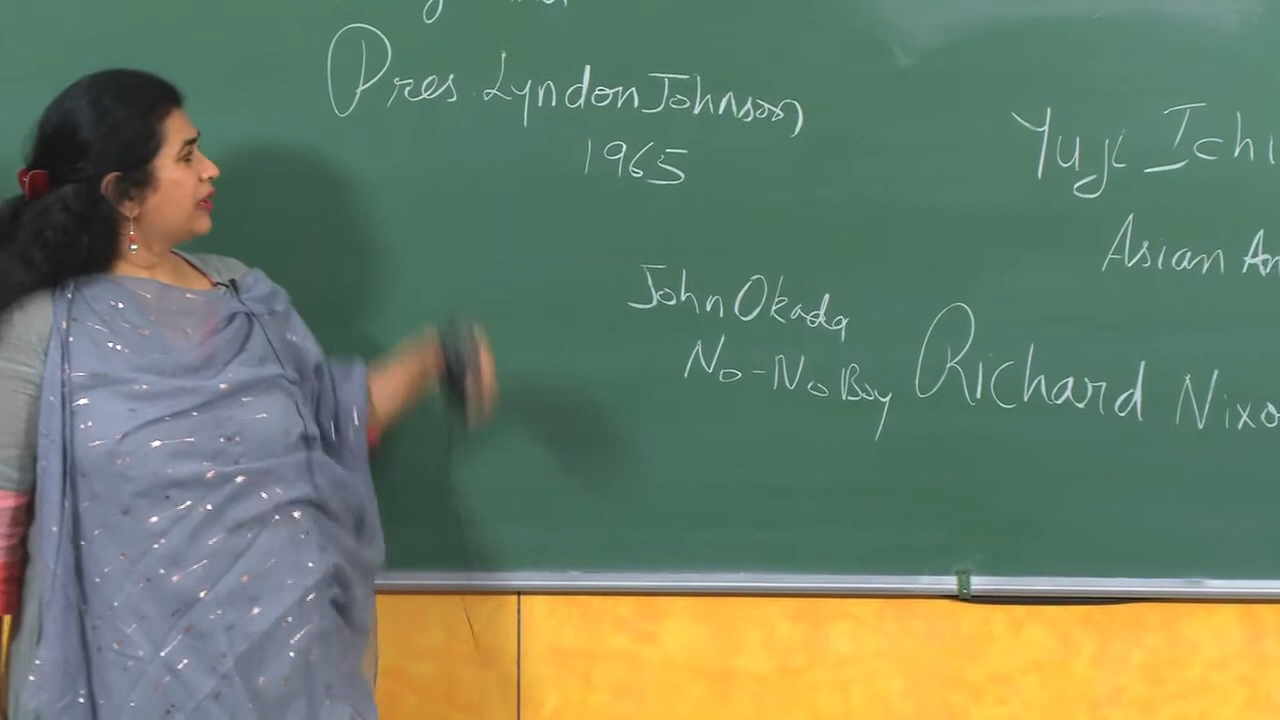 Pres. Lyndon Johnson
1965
Yuji Ichi
Asian Am
John Okada
No-No Boy
Richard Nixo